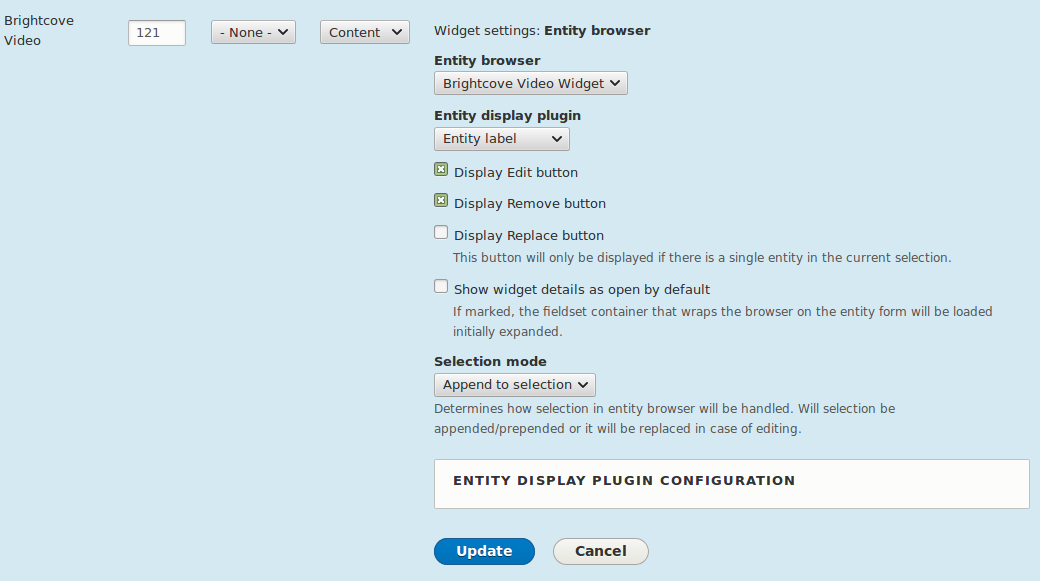 Brightcove
Video
121
- None -
Content
Widget settings: Entity browser
Entity browser
Brightcove Video Widget
Entity display plugin
Entity label
Display Edit button
Display Remove button
Display Replace button
This button will only be displayed if there is a single entity in the current selection.
Show widget details as open by default
If marked, the fieldset container that wraps the browser on the entity form will be loaded
initially expanded.
Selection mode
Append to selection
Determines how selection in entity browser will be handled. Will selection be
appended/prepended or it will be replaced in case of editing.
ENTITY DISPLAY PLUGIN CONFIGURATION
Update
Cancel